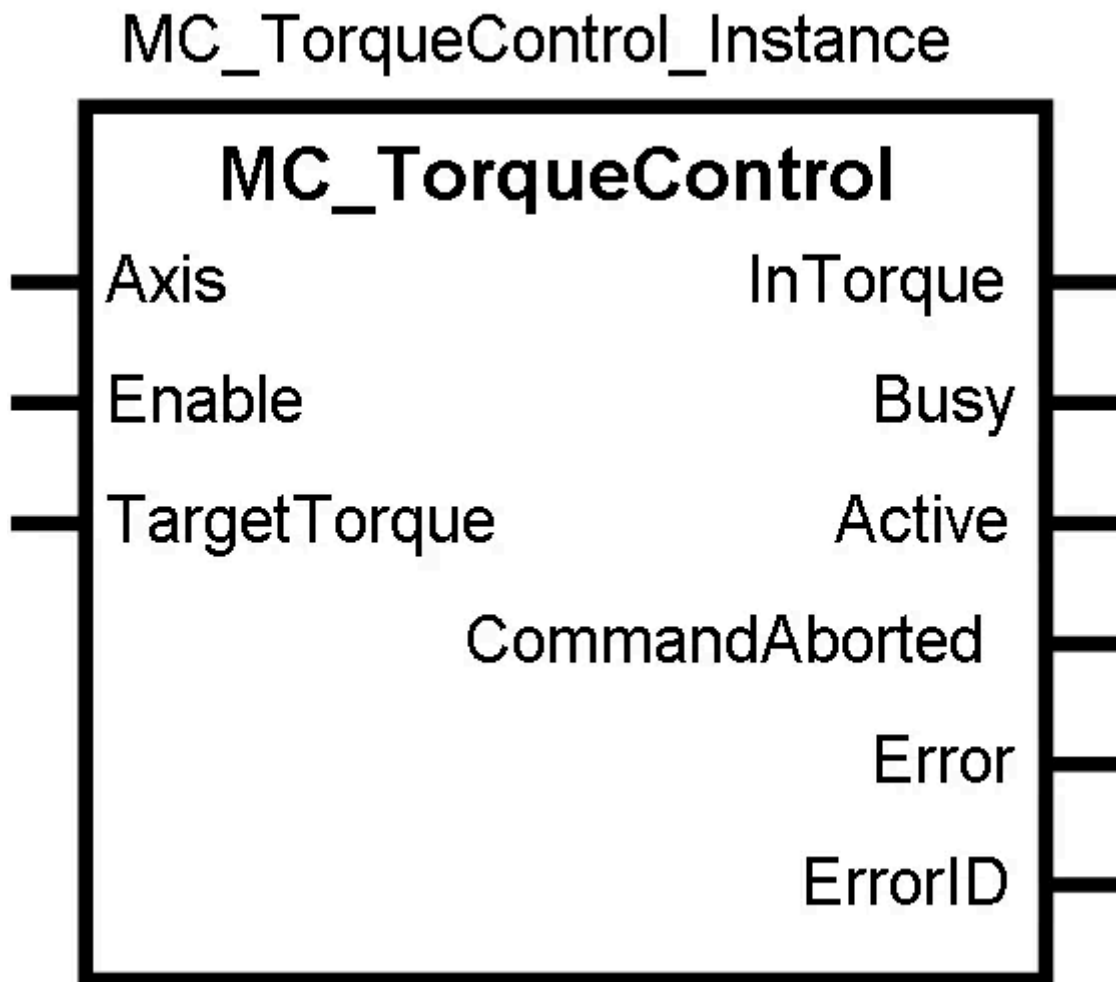 MC_TorqueControl_Instance
MC_TorqueControl
Axis InTorque
Enable Busy
TargetTorque Active
CommandAborted
Error
ErrorID